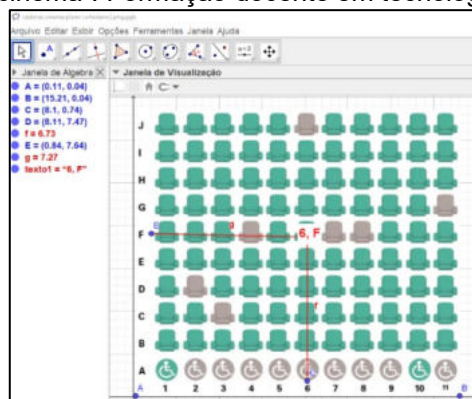 Arquivo Editar Exibir Opções Ferramentas Janela Ajuda
Janela de Álgebra
Janela de Visualização
A = (0.11, 0.04)
B = (15.21, 0.04)
C = (8.1, 0.74)
D = (8.11, 7.47)
f = 6.73
E = (0.84, 7.64)
g = 7.27
texto1 = "6, F"
J
I
H
G
F E g 6, F
E
D
C f
B
A
A 1 2 3 4 5 6 7 8 9 10 11 B